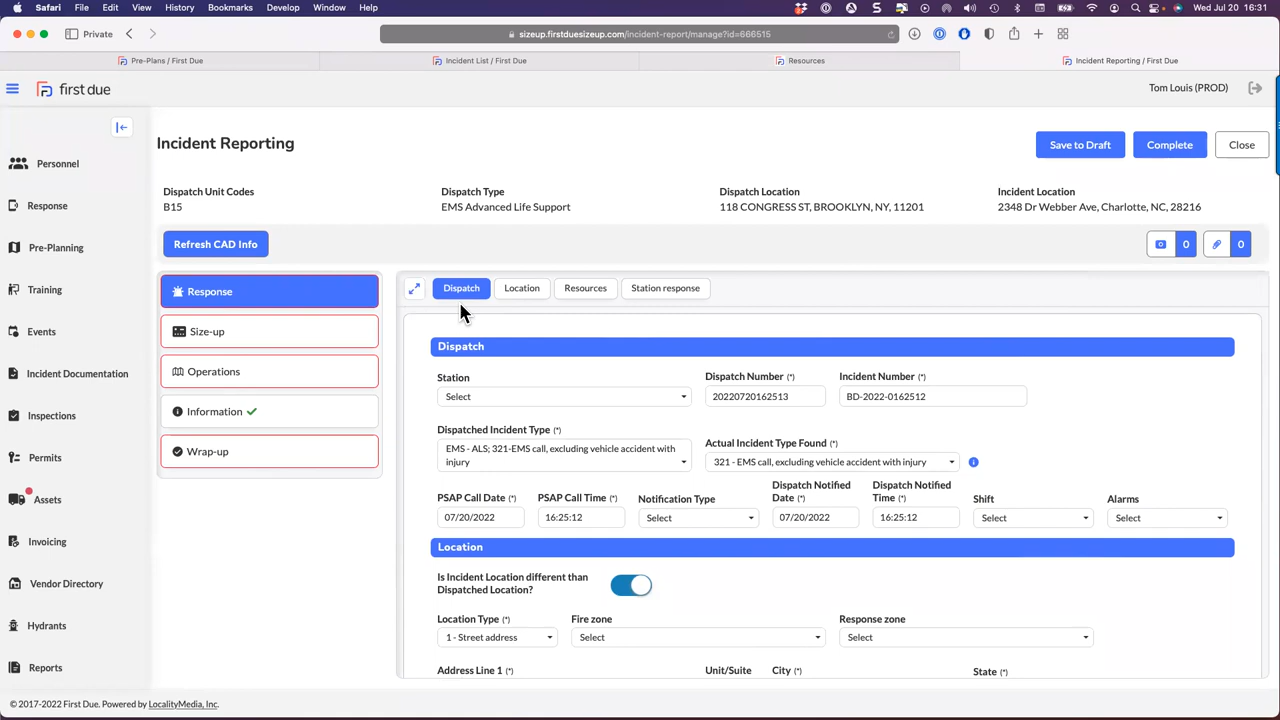 Safari File Edit View History Bookmarks Develop Window Help Wed Jul 20 16:31
Private sizeup.firstduesizeup.com/incident-report/manage?id=666515
Pre-Plans / First Due Incident List / First Due Resources Incident Reporting / First Due
first due Tom Louis (PROD)
Incident Reporting Save to Draft Complete Close
Personnel
Response
Pre-Planning
Training
Events
Incident Documentation
Inspections
Permits
Assets
Invoicing
Vendor Directory
Hydrants
Reports
Dispatch Unit Codes Dispatch Type Dispatch Location Incident Location
B15 EMS Advanced Life Support 118 CONGRESS ST, BROOKLYN, NY, 11201 2348 Dr Webber Ave, Charlotte, NC, 28216
Refresh CAD Info 0 0
Response
Size-up
Operations
Information
Wrap-up
Dispatch Location Resources Station response
Dispatch
Station Dispatch Number (*) Incident Number (*)
Select 20220720162513 BD-2022-0162512
Dispatched Incident Type (*) Actual Incident Type Found (*)
EMS - ALS; 321-EMS call, excluding vehicle accident with
injury
321 - EMS call, excluding vehicle accident with injury
PSAP Call Date (*) PSAP Call Time (*) Notification Type Dispatch Notified
Date (*)
Dispatch Notified
Time (*)
Shift Alarms
07/20/2022 16:25:12 Select 07/20/2022 16:25:12 Select Select
Location
Is Incident Location different than
Dispatched Location?
Location Type (*) Fire zone Response zone
1 - Street address Select Select
Address Line 1 (*) Unit/Suite City (*) State (*)
© 2017-2022 First Due. Powered by LocalityMedia, Inc.